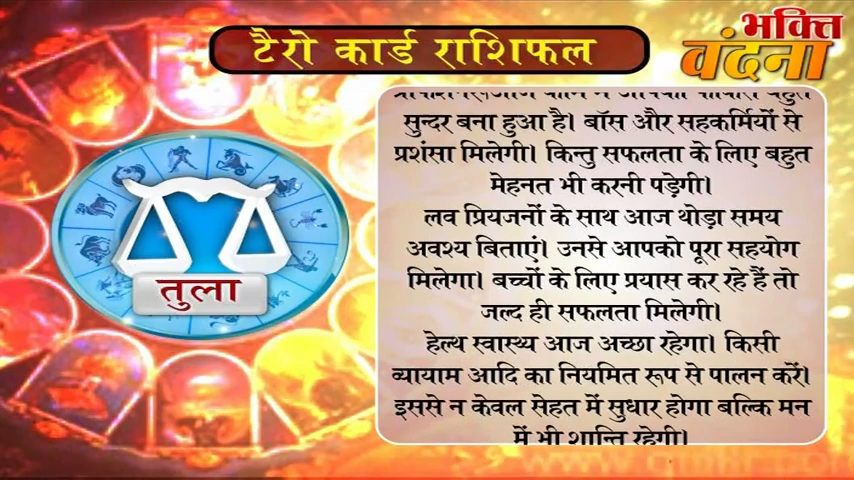 टैरो कार्ड राशिफल
भक्ति
वंदना
तुला
सुन्दर बना हुआ है। बॉस और सहकर्मियों से
प्रशंसा मिलेगी। किन्तु सफलता के लिए बहुत
मेहनत भी करनी पड़ेगी।
लव प्रियजनों के साथ आज थोड़ा समय
अवश्य बिताएं। उनसे आपको पूरा सहयोग
मिलेगा। बच्चों के लिए प्रयास कर रहे हैं तो
जल्द ही सफलता मिलेगी।
हेल्थ स्वास्थ्य आज अच्छा रहेगा। किसी
व्यायाम आदि का नियमित रूप से पालन करें।
इससे न केवल सेहत में सुधार होगा बल्कि मन
में भी शान्ति रहेगी।